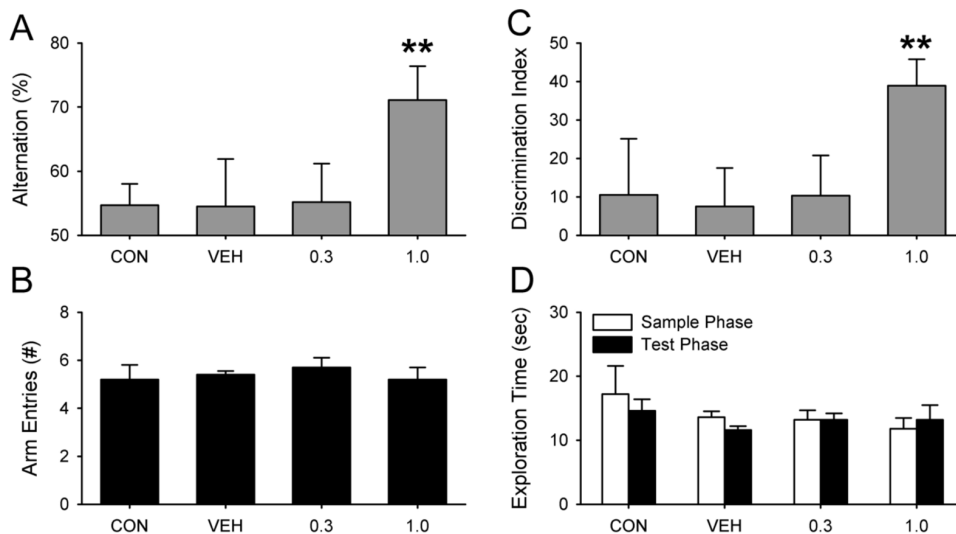 A
Alternation (%)
80
70
60
50
**
CON VEH 0.3 1.0
B
Arm Entries (#)
8
6
4
2
0
CON VEH 0.3 1.0
C
Discrimination Index
50
40
30
20
10
0
**
CON VEH 0.3 1.0
D
Exploration Time (sec)
30
20
10
0
Sample Phase
Test Phase
CON VEH 0.3 1.0